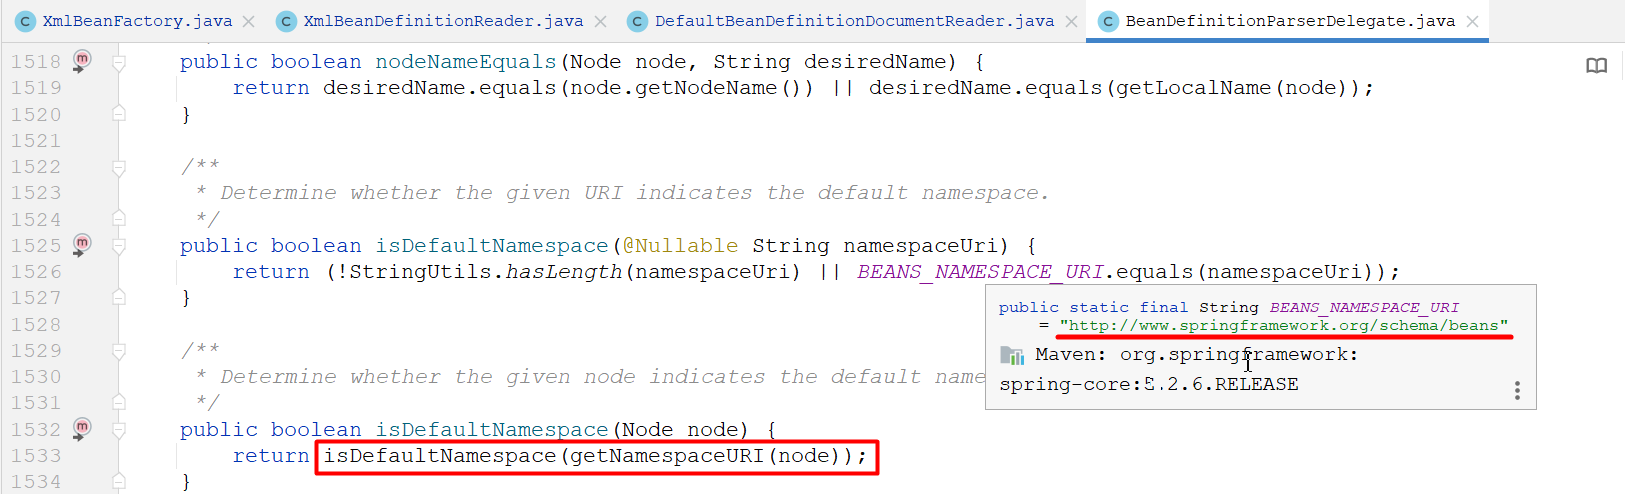 XmlBeanFactory.java XmlBeanDefinitionReader.java DefaultBeanDefinitionDocumentReader.java BeanDefinitionParserDelegate.java
1518 public boolean nodeNameEquals(Node node, String desiredName) {
1519 return desiredName.equals(node.getNodeName()) || desiredName.equals(getLocalName(node));
1520 }
1521
1522 /**
1523 * Determine whether the given URI indicates the default namespace.
1524 */
1525 public boolean isDefaultNamespace(@Nullable String namespaceUri) {
1526 return (!StringUtils.hasLength(namespaceUri) || BEANS_NAMESPACE_URI.equals(namespaceUri));
1527 }
1528
1529 /**
1530 * Determine whether the given node indicates the default name
1531 */
1532 public boolean isDefaultNamespace(Node node) {
1533 return isDefaultNamespace(getNamespaceURI(node));
1534 }
public static final String BEANS_NAMESPACE_URI
= "http://www.springframework.org/schema/beans"
Maven: org.springframework:
spring-core:5.2.6.RELEASE